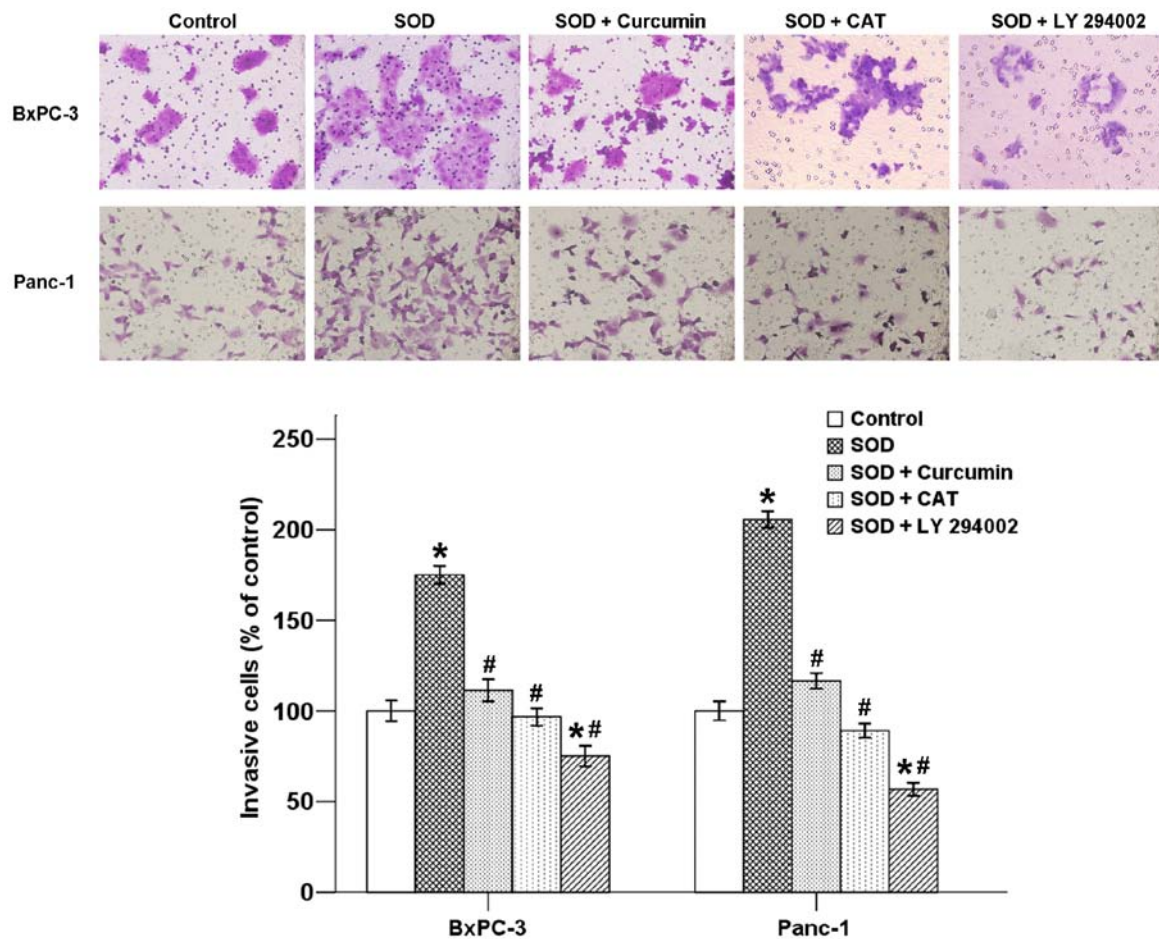 Control SOD SOD + Curcumin SOD + CAT SOD + LY 294002
BxPC-3
Panc-1
Control
SOD
SOD + Curcumin
SOD + CAT
SOD + LY 294002
Invasive cells (% of control)
250
200
150
100
50
0
*
#
#
*#
*
#
#
*#
BxPC-3 Panc-1